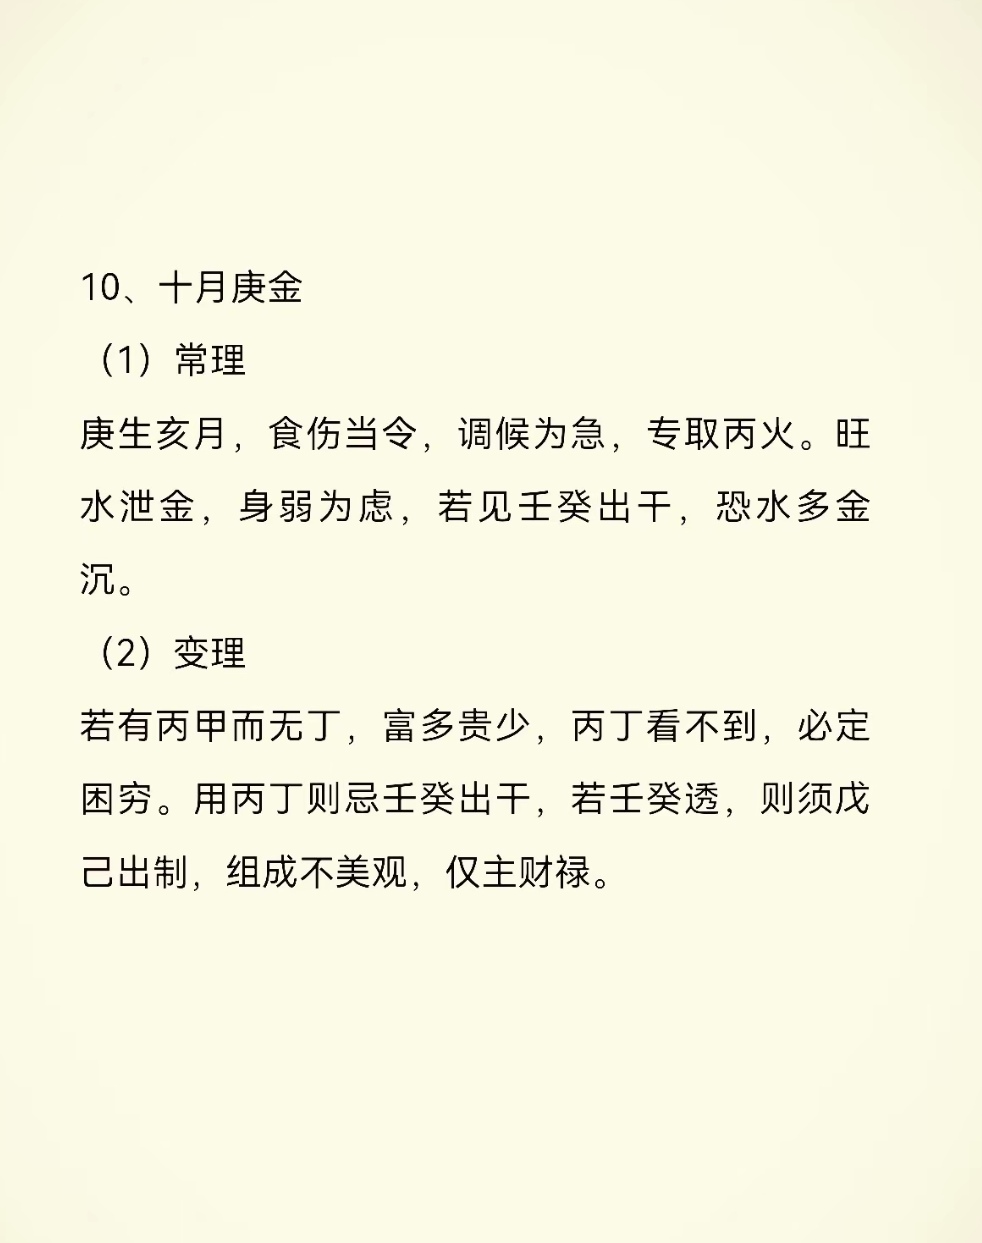 10、十月庚金
（1）常理
庚生亥月，食伤当令，调候为急，专取丙火。旺
水泄金，身弱为虑，若见壬癸出干，恐水多金
沉。
（2）变理
若有丙甲而无丁，富多贵少，丙丁看不到，必定
困穷。用丙丁则忌壬癸出干，若壬癸透，则须戊
己出制，组成不美观，仅主财禄。